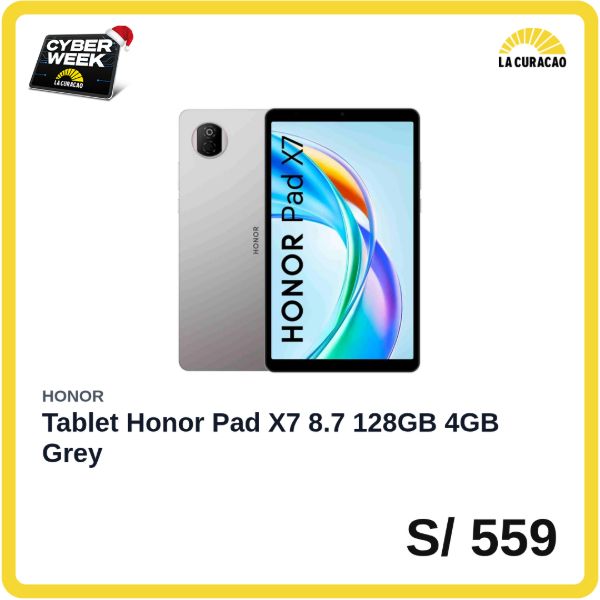 CYBER
WEEK
LA CURACAO
LA CURACAO
HONOR
HONOR Pad X7
HONOR
Tablet Honor Pad X7 8.7 128GB 4GB
Grey
S/ 559